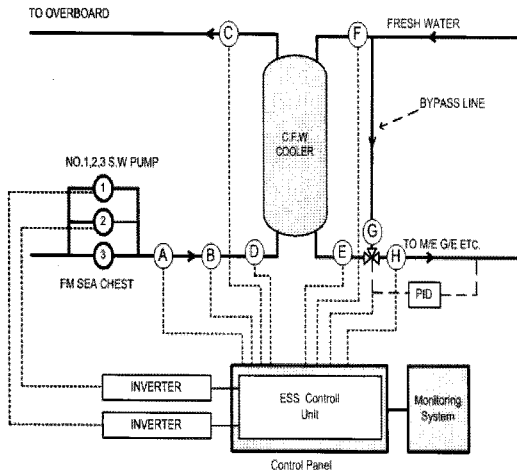 TO OVERBOARD
C
F
FRESH WATER
BYPASS LINE
C.F.W
COOLER
NO.1,2,3 S.W PUMP
1
2
3
FM SEA CHEST
A
B
D
E
G
H
TO M/E G/E ETC.
PID
INVERTER
INVERTER
ESS Controll
Unit
Monitoring
System
Control Panel